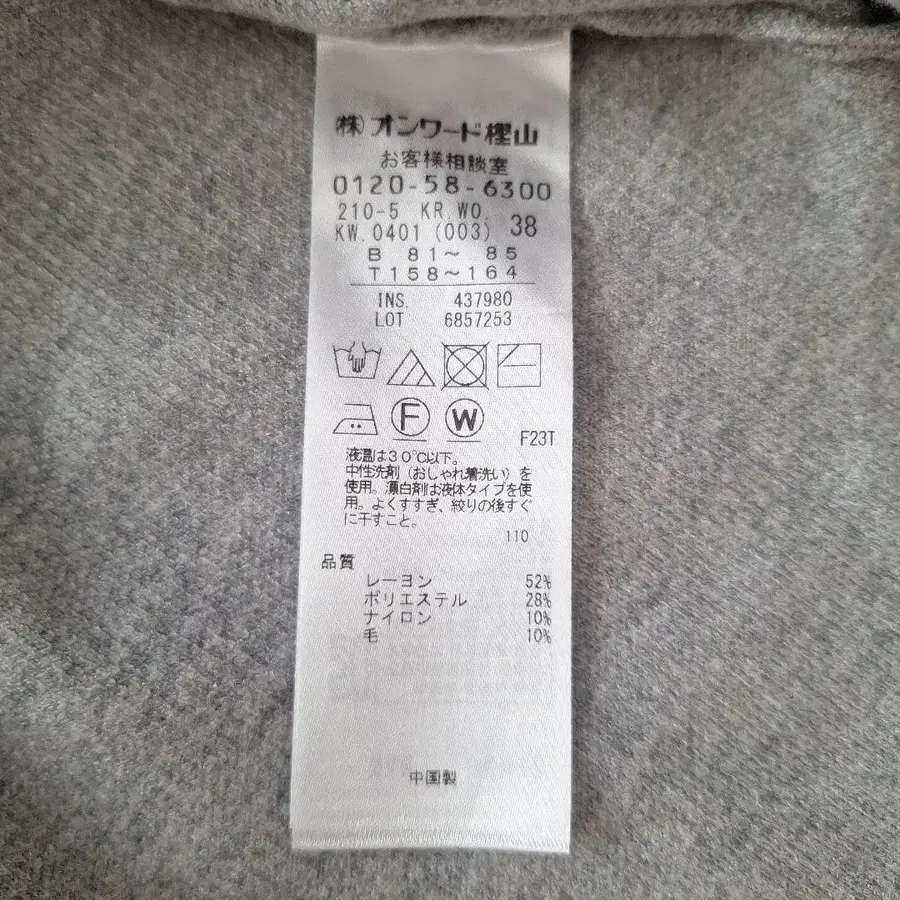 ㈱オンワード樫山
お客様相談室
0120-58-6300
210-5 KR.WO.
KW.0401 (003) 38
B 81～ 85
T158～164
INS. 437980
LOT 6857253
F W
F23T
液温は30℃以下。
中性洗剤（おしゃれ着洗い）を
使用。漂白剤は液体タイプを使
用。よくすすぎ、絞りの後すぐ
に干すこと。
110
品質
レーヨン 52%
ポリエステル 28%
ナイロン 10%
毛 10%
中国製